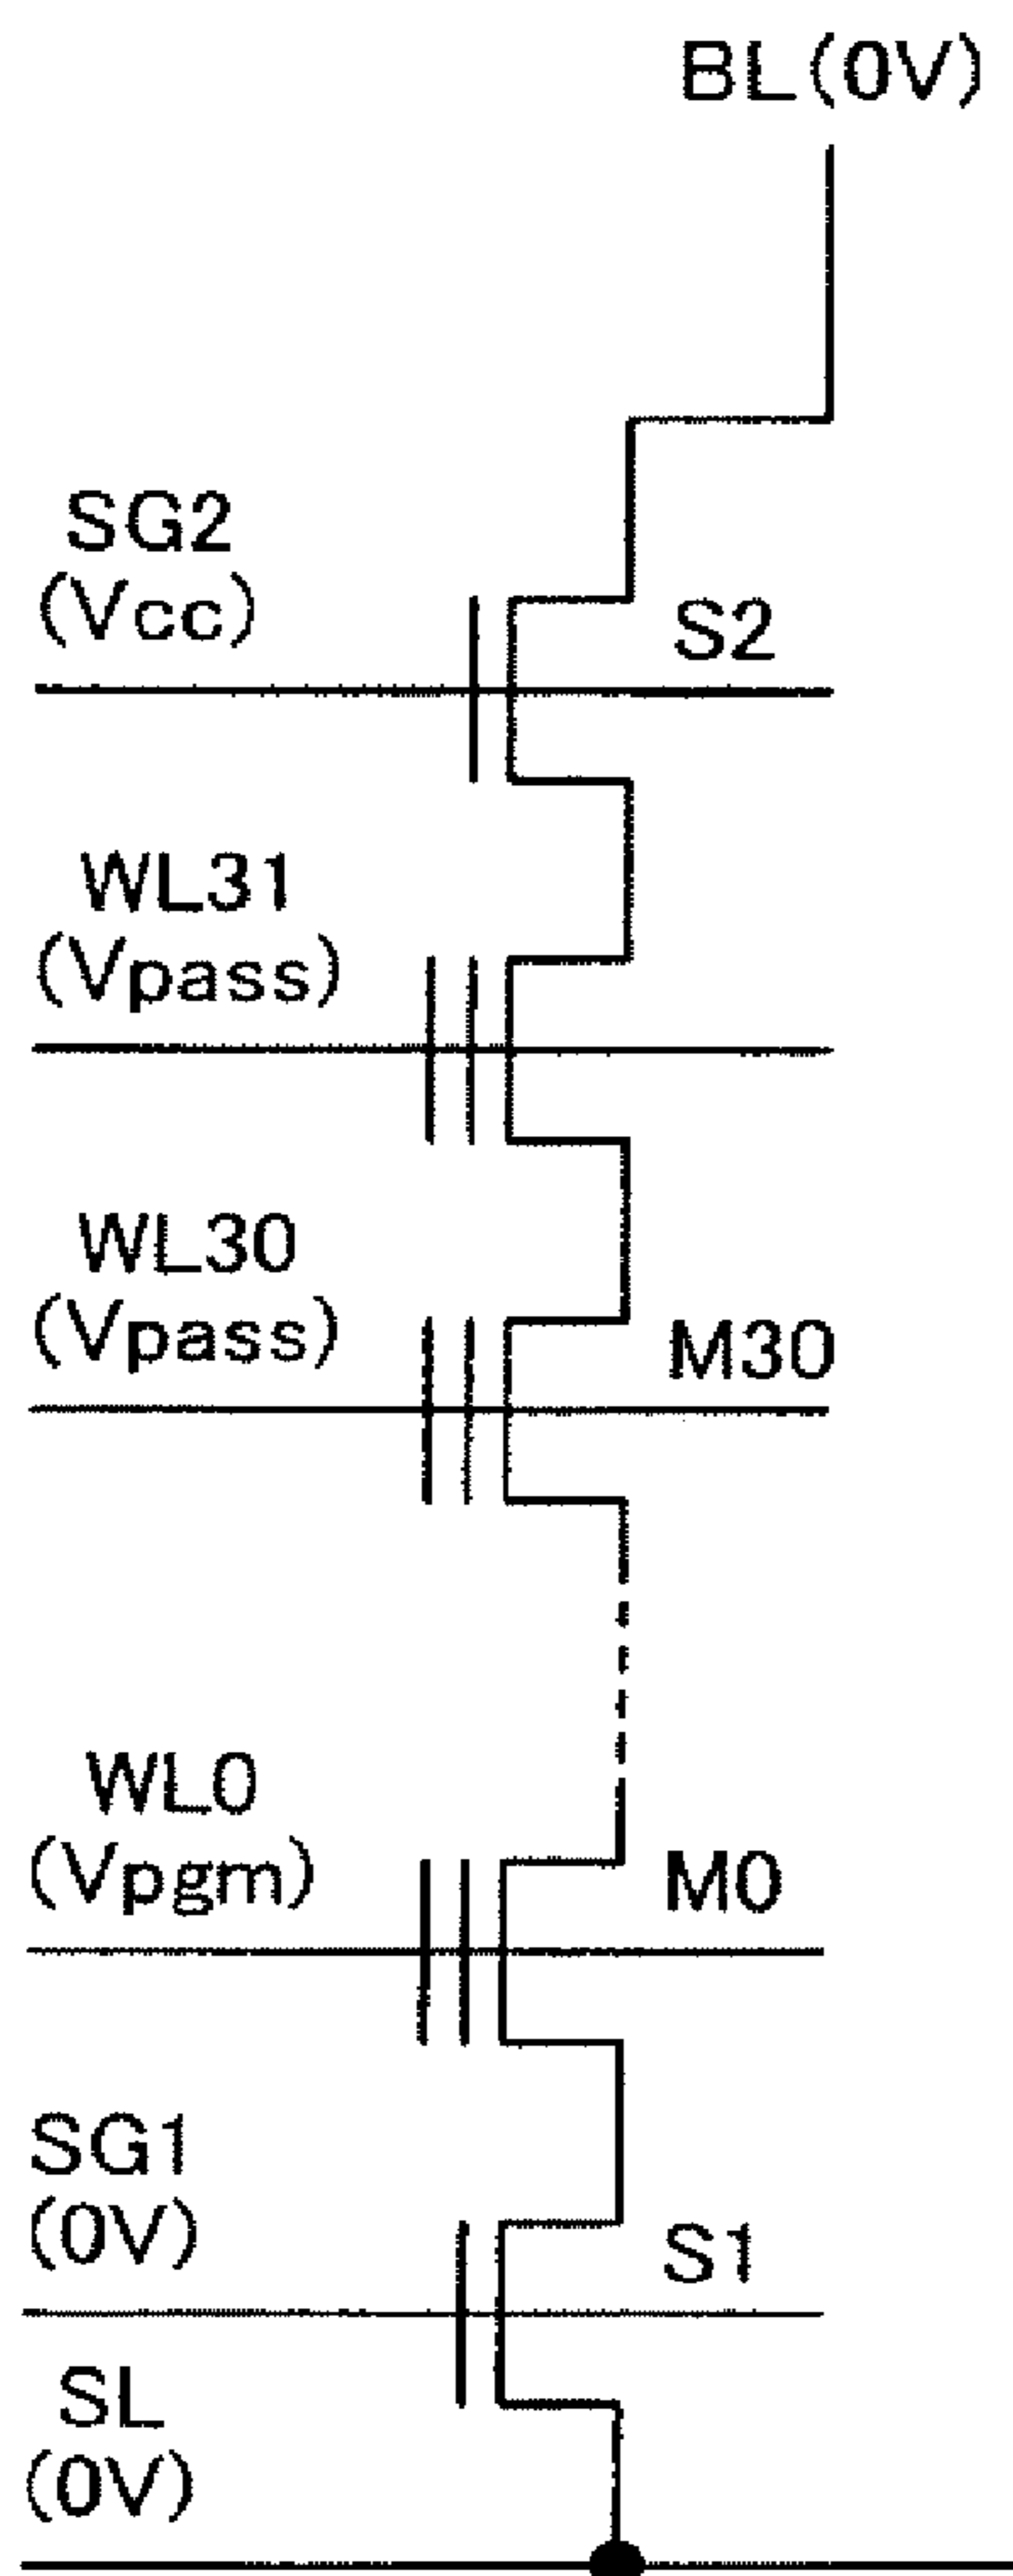 BL(0V)
SG2
(Vcc)
S2
WL31
(Vpass)
WL30
(Vpass)
M30
WL0
(Vpgm)
M0
SG1
(0V)
S1
SL
(0V)